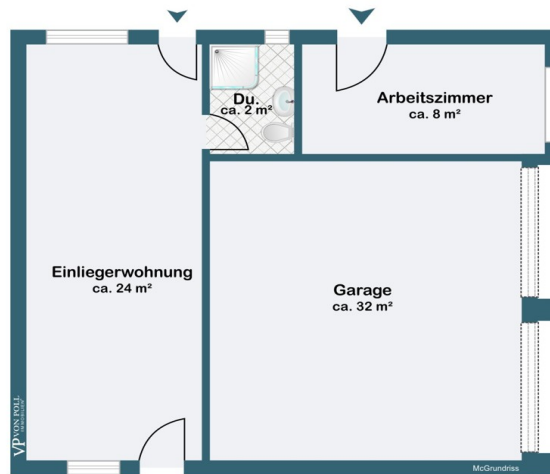 Du.
ca. 2 m²
Arbeitszimmer
ca. 8 m²
Einliegerwohnung
ca. 24 m²
Garage
ca. 32 m²
VP VON POLL
IMMOBILIEN
McGrundriss